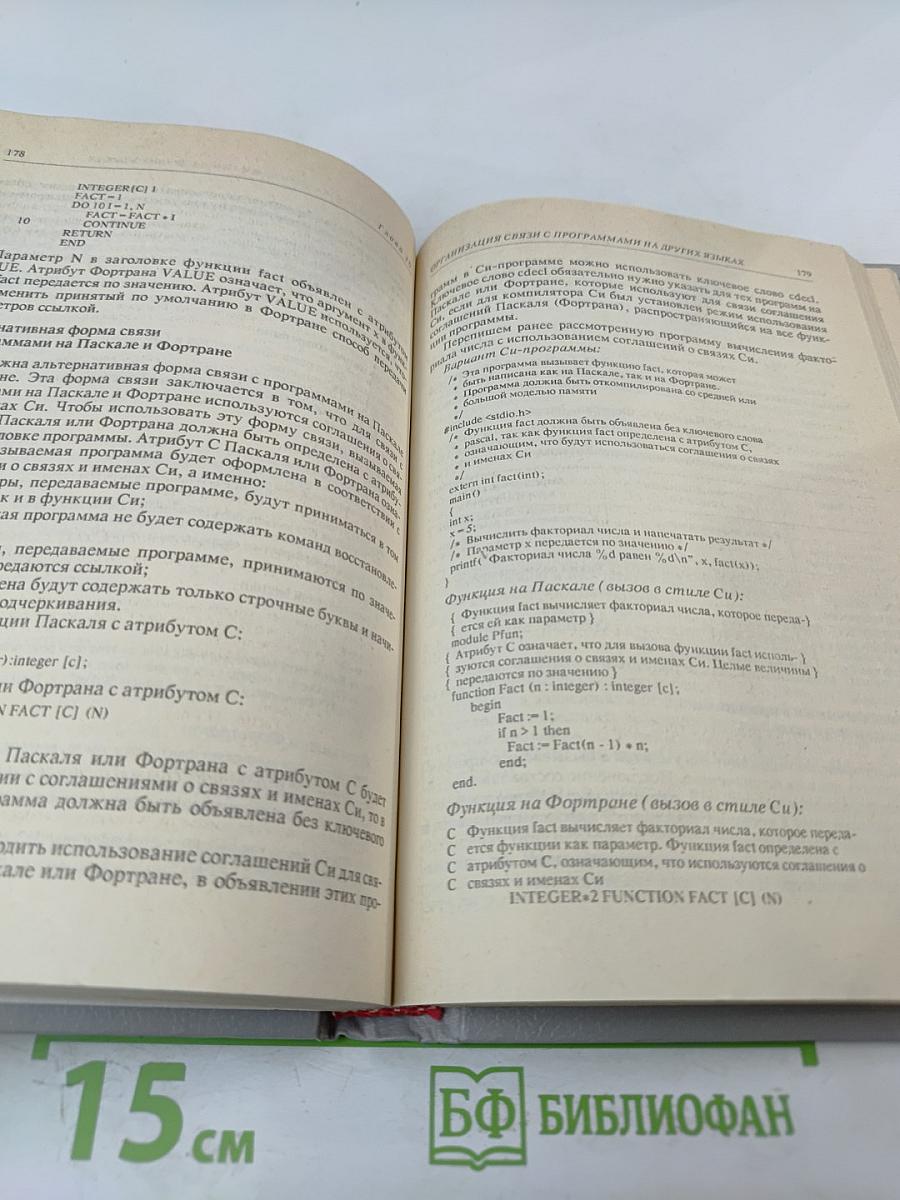 178
INTEGER [C] I
FACT=1
DO 10 I=1, N
FACT=FACT*I
10 CONTINUE
RETURN
END
Параметр N в заголовке функции fact объявлен с атрибутом
UE. Атрибут Фортрана VALUE означает, что аргумент x в функ-
fact передается по значению. Атрибут VALUE используется, что-
менить принятый по умолчанию в Фортране способ передачи
етров ссылкой.
нативная форма связи
аммами на Паскале и Фортране
жна альтернативная форма связи с программами на Паскале
не. Эта форма связи заключается в том, что для связи с
ами на Паскале и Фортране используются соглашения о свя-
ах Си. Чтобы использовать эту форму связи, вызываемая
Паскаля или Фортрана должна быть определена с атрибу-
ловке программы. Атрибут C Паскаля или Фортрана озна-
зываемая программа будет оформлена в соответствии с
и о связях и именах Си, а именно:
ры, передаваемые программе, будут приниматься в том
к и в функции Си;
ая программа не будет содержать команд восстановле-
, передаваемые программе, принимаются по значе-
редаются ссылкой;
ена будут содержать только строчные буквы и начи-
одчеркивания.
ции Паскаля с атрибутом C:
):integer [c];
ли Фортрана с атрибутом C:
N FACT [C] (N)
Паскаля или Фортрана с атрибутом C будет
ии с соглашениями о связях и именах Си, то в
рамма должна быть объявлена без ключевого
одить использование соглашений Си для свя-
кале или Фортране, в объявлении этих про-
ОРГАНИЗАЦИЯ СВЯЗИ С ПРОГРАММАМИ НА ДРУГИХ ЯЗЫКАХ 179
грамм в Си-программе можно использовать ключевое слово cdecl.
Ключевое слово cdecl обязательно нужно указать для тех программ на
Паскале или Фортране, которые используют для связи соглашения
Си, если для компилятора Си был установлен режим использования
соглашений Паскаля (Фортрана), распространяющийся на все функ-
ции программы.
Перепишем ранее рассмотренную программу вычисления факто-
риала числа с использованием соглашений о связях Си.
Вариант Си-программы:
/* Эта программа вызывает функцию fact, которая может
* быть написана как на Паскале, так и на Фортране.
* Программа должна быть откомпилирована со средней или
* большой моделью памяти
*/
#include <stdio.h>
/* Функция fact должна быть объявлена без ключевого слова
* pascal, так как функция fact определена с атрибутом C,
* означающим, что будут использоваться соглашения о связях
* и именах Си
*/
extern int fact(int);
main()
{
int x;
x = 5;
/* Вычислить факториал числа и напечатать результат */
/* Параметр x передается по значению */
printf("Факториал числа %d равен %d\n", x, fact(x));
}
Функция на Паскале (вызов в стиле Си):
{ Функция fact вычисляет факториал числа, которое переда-}
{ ется ей как параметр }
module Pfun;
{ Атрибут C означает, что для вызова функции fact исполь- }
{ зуются соглашения о связях и именах Си. Целые величины }
{ передаются по значению }
function Fact (n : integer) : integer [c];
begin
Fact := 1;
if n > 1 then
Fact := Fact(n - 1) * n;
end;
end.
Функция на Фортране (вызов в стиле Си):
C Функция fact вычисляет факториал числа, которое переда-
C ется функции как параметр. Функция fact определена с
C атрибутом C, означающим, что используются соглашения о
C связях и именах Си
INTEGER*2 FUNCTION FACT [C] (N)
15 см
БФ БИБЛИОФАН